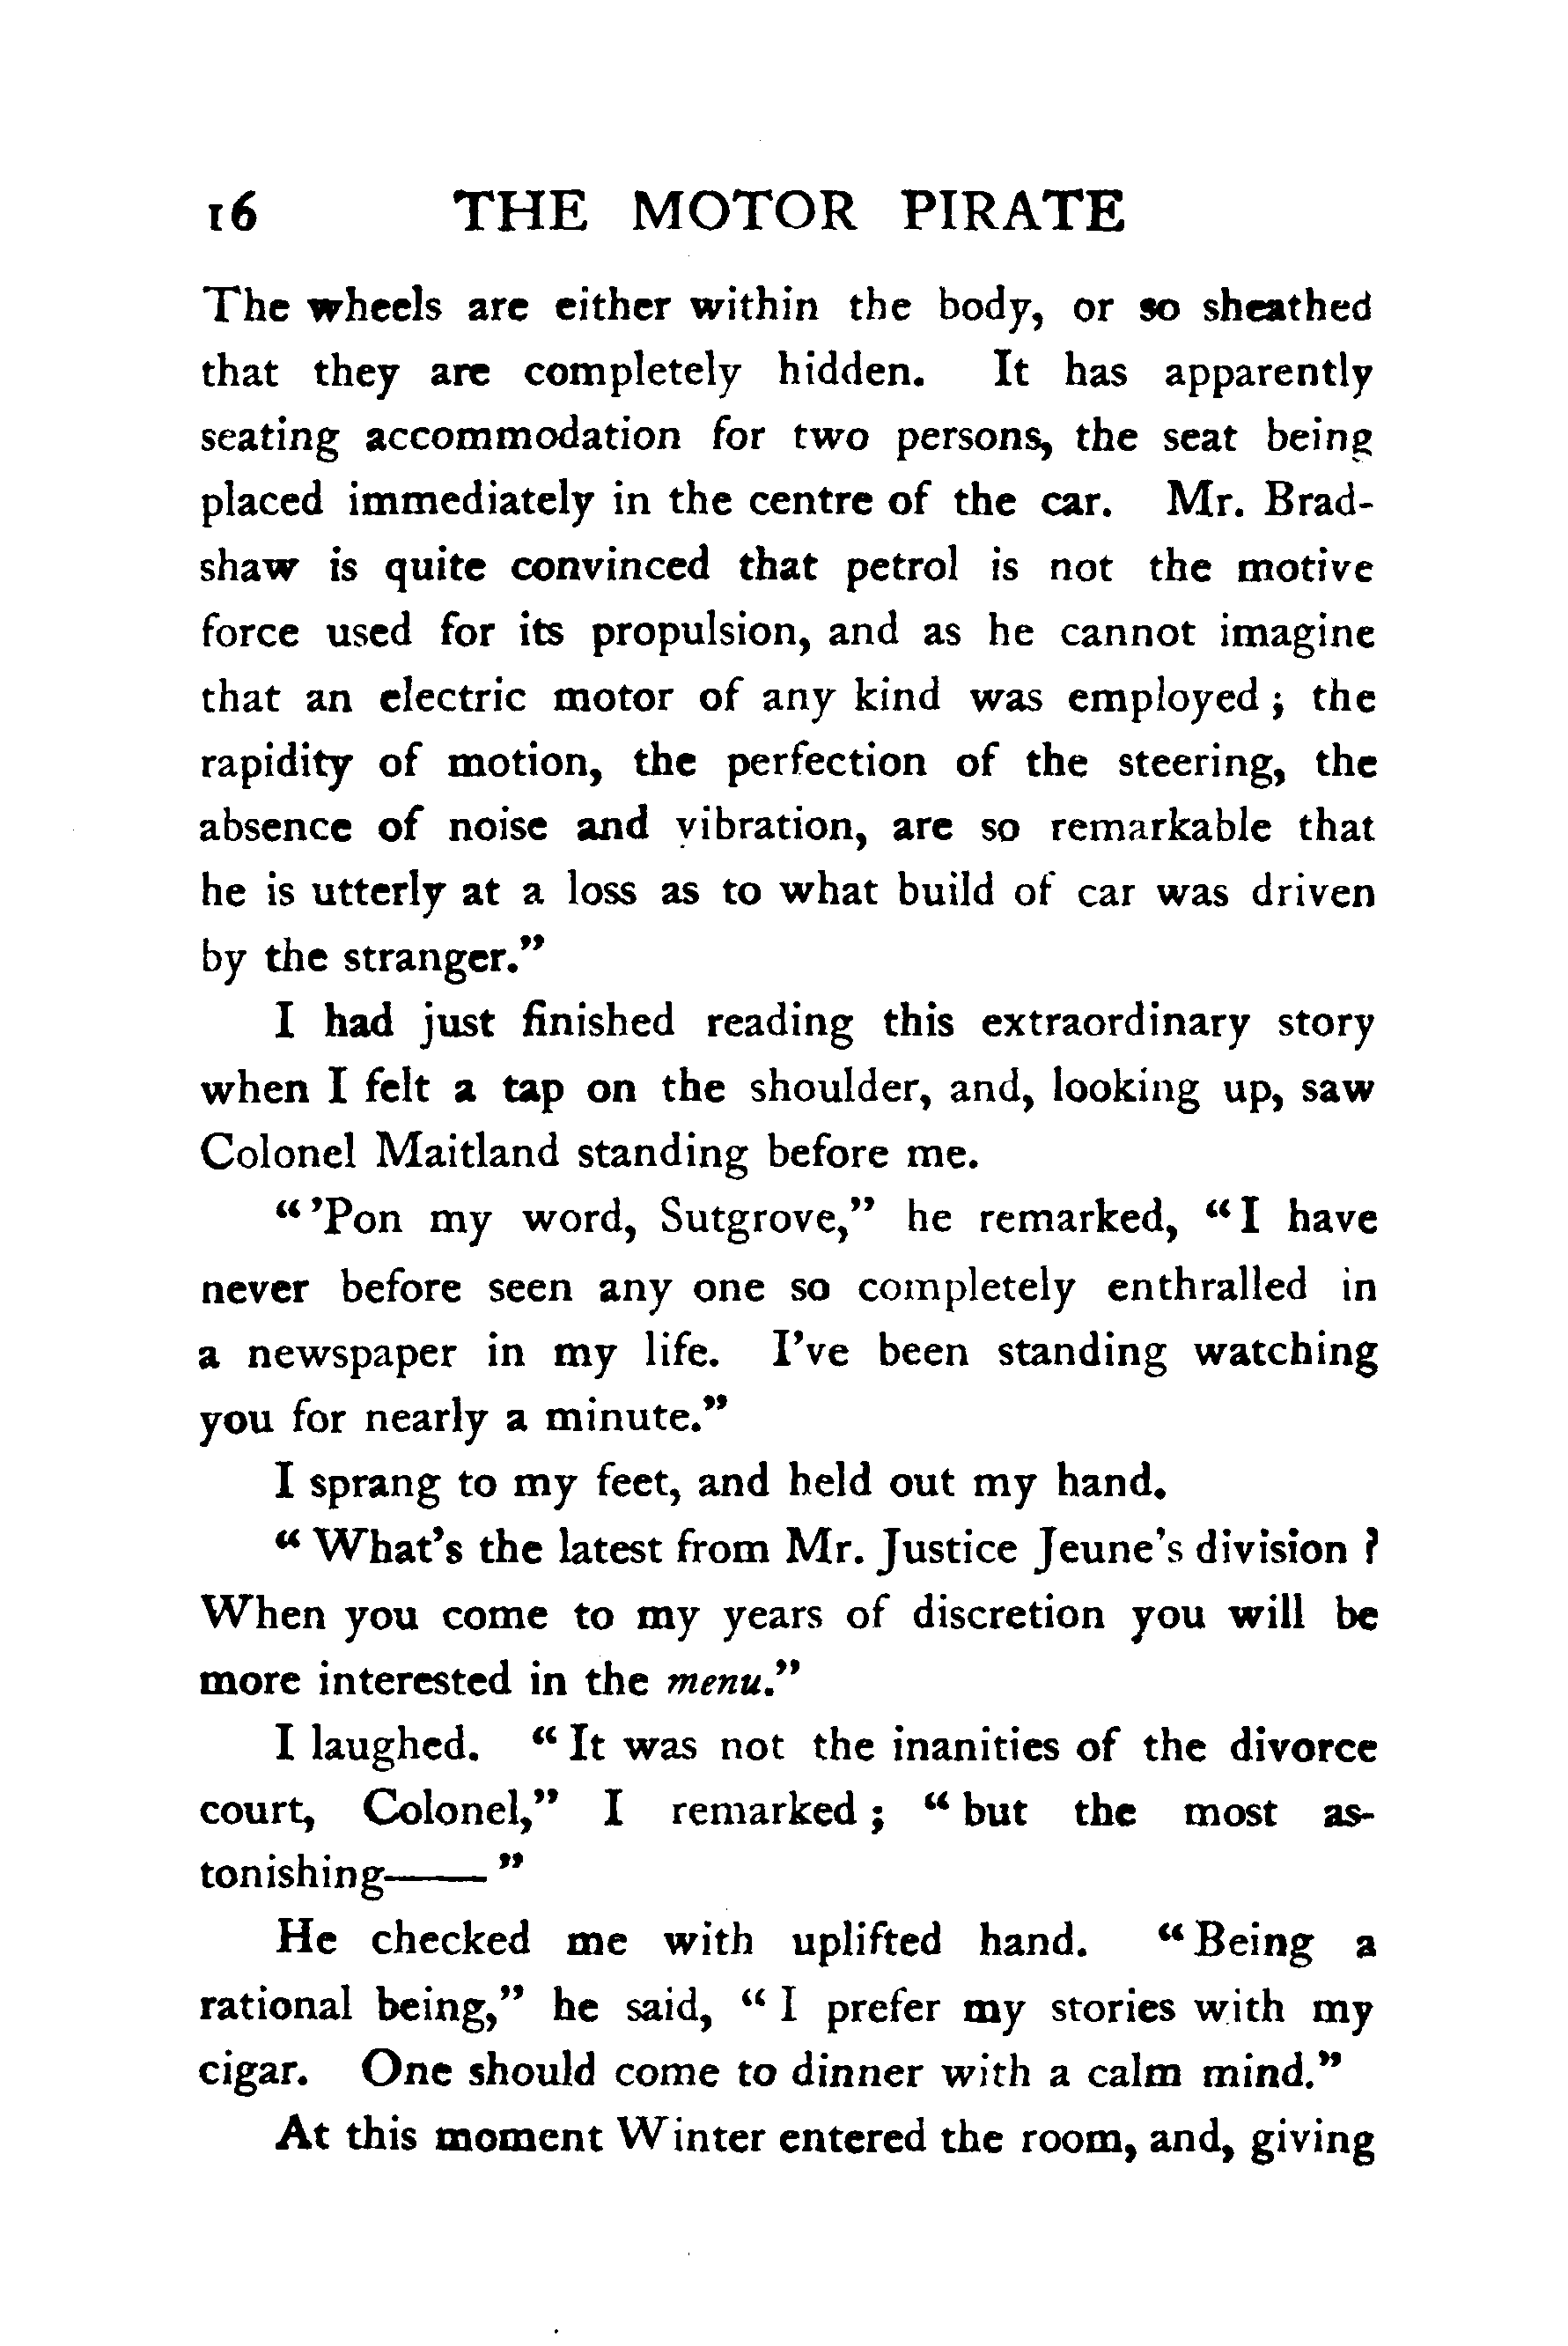 16 THE MOTOR PIRATE
The wheels are either within the body, or so sheathed
that they are completely hidden. It has apparently
seating accommodation for two persons, the seat being
placed immediately in the centre of the car. Mr. Brad-
shaw is quite convinced that petrol is not the motive
force used for its propulsion, and as he cannot imagine
that an electric motor of any kind was employed ; the
rapidity of motion, the perfection of the steering, the
absence of noise and vibration, are so remarkable that
he is utterly at a loss as to what build of car was driven
by the stranger.”
I had just finished reading this extraordinary story
when I felt a tap on the shoulder, and, looking up, saw
Colonel Maitland standing before me.
“ ’Pon my word, Sutgrove,” he remarked, “ I have
never before seen any one so completely enthralled in
a newspaper in my life. I’ve been standing watching
you for nearly a minute.”
I sprang to my feet, and held out my hand.
“ What’s the latest from Mr. Justice Jeune’s division ?
When you come to my years of discretion you will be
more interested in the menu.”
I laughed. “ It was not the inanities of the divorce
court, Colonel,” I remarked ; “ but the most as-
tonishing—— ”
He checked me with uplifted hand. “ Being a
rational being,” he said, “ I prefer my stories with my
cigar. One should come to dinner with a calm mind.”
At this moment Winter entered the room, and, giving